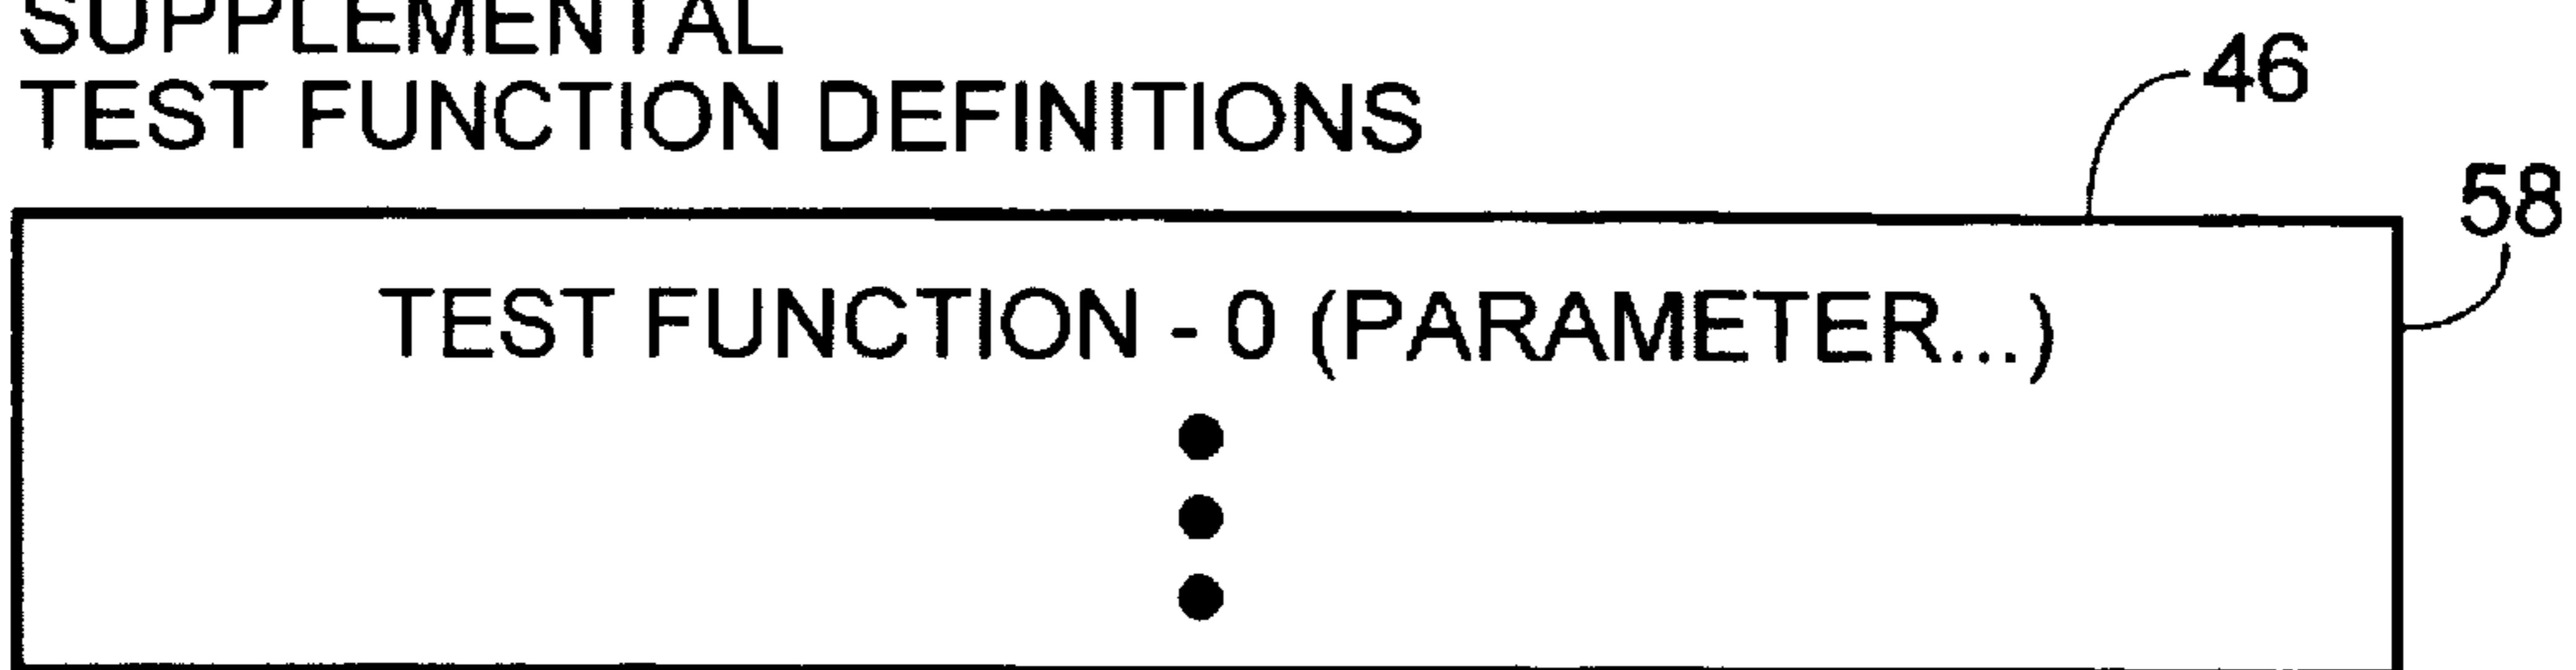 SUPPLEMENTAL
TEST FUNCTION DEFINITIONS
46
58
TEST FUNCTION - 0 (PARAMETER...)